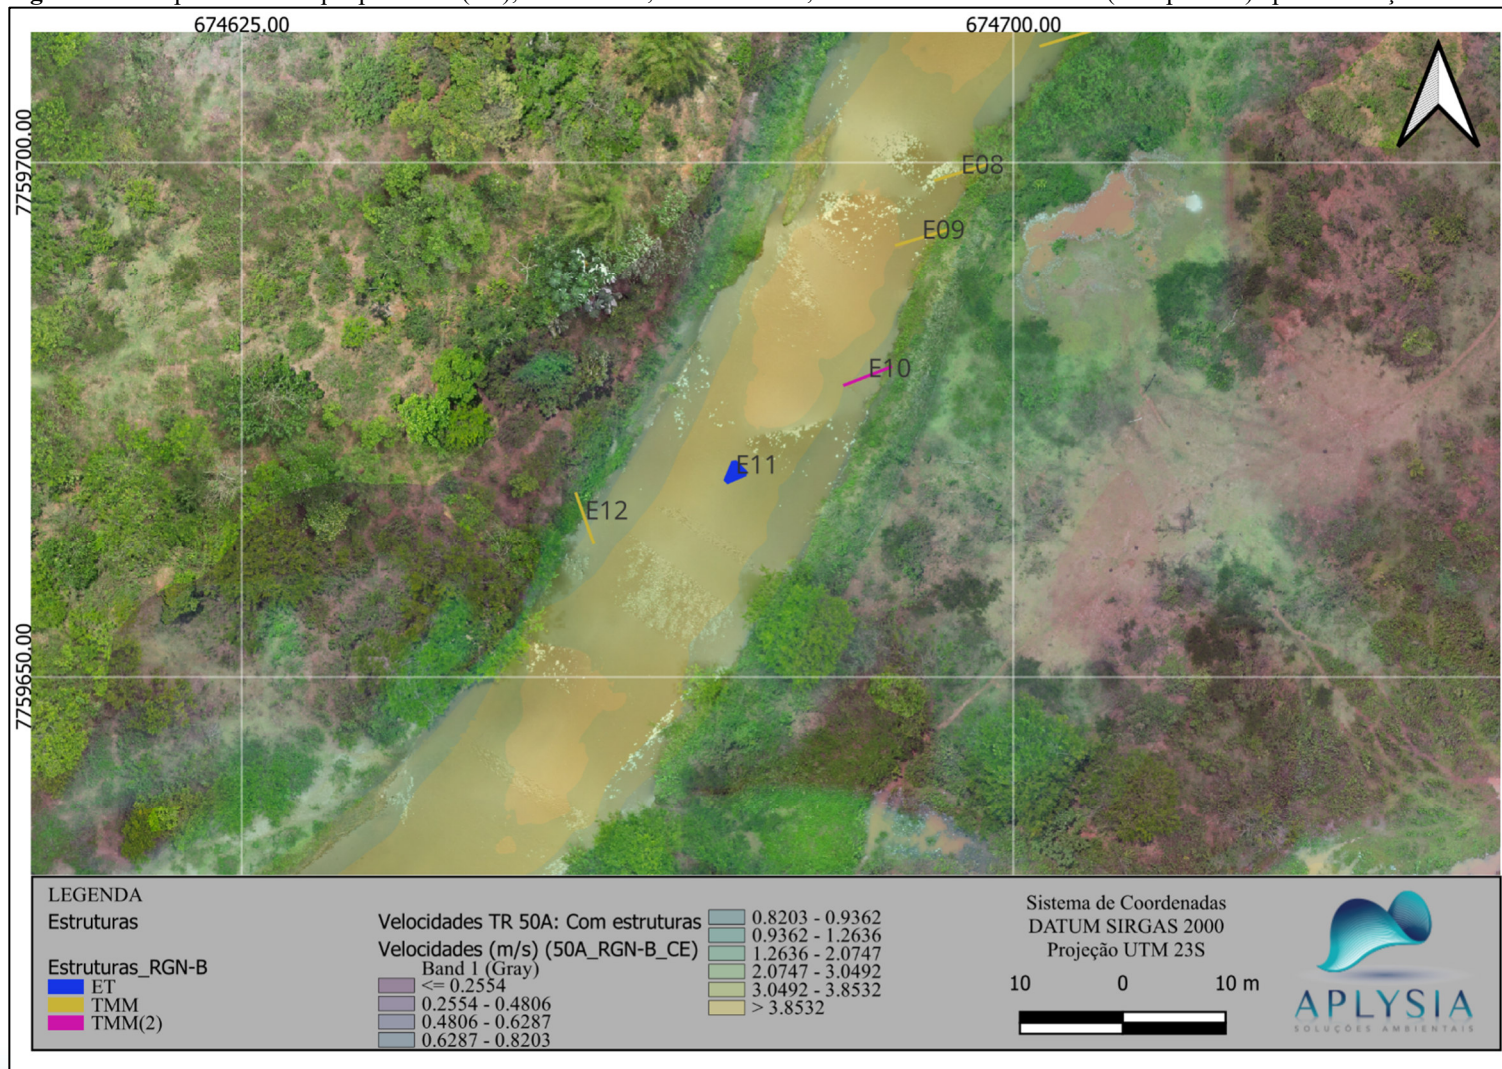 674625.00
674700.00
7759700.00
7759650.00
E08
E09
E10
E11
E12
LEGENDA
Estruturas
Estruturas_RGN-B
ET
TMM
TMM(2)
Velocidades TR 50A: Com estruturas
Velocidades (m/s) (50A_RGN-B_CE)
Band 1 (Gray)
<= 0.2554
0.2554 - 0.4806
0.4806 - 0.6287
0.6287 - 0.8203
0.8203 - 0.9362
0.9362 - 1.2636
1.2636 - 2.0747
2.0747 - 3.0492
3.0492 - 3.8532
> 3.8532
Sistema de Coordenadas
DATUM SIRGAS 2000
Projeção UTM 23S
10 0 10 m
APLYSIA
SOLUÇÕES AMBIENTAIS